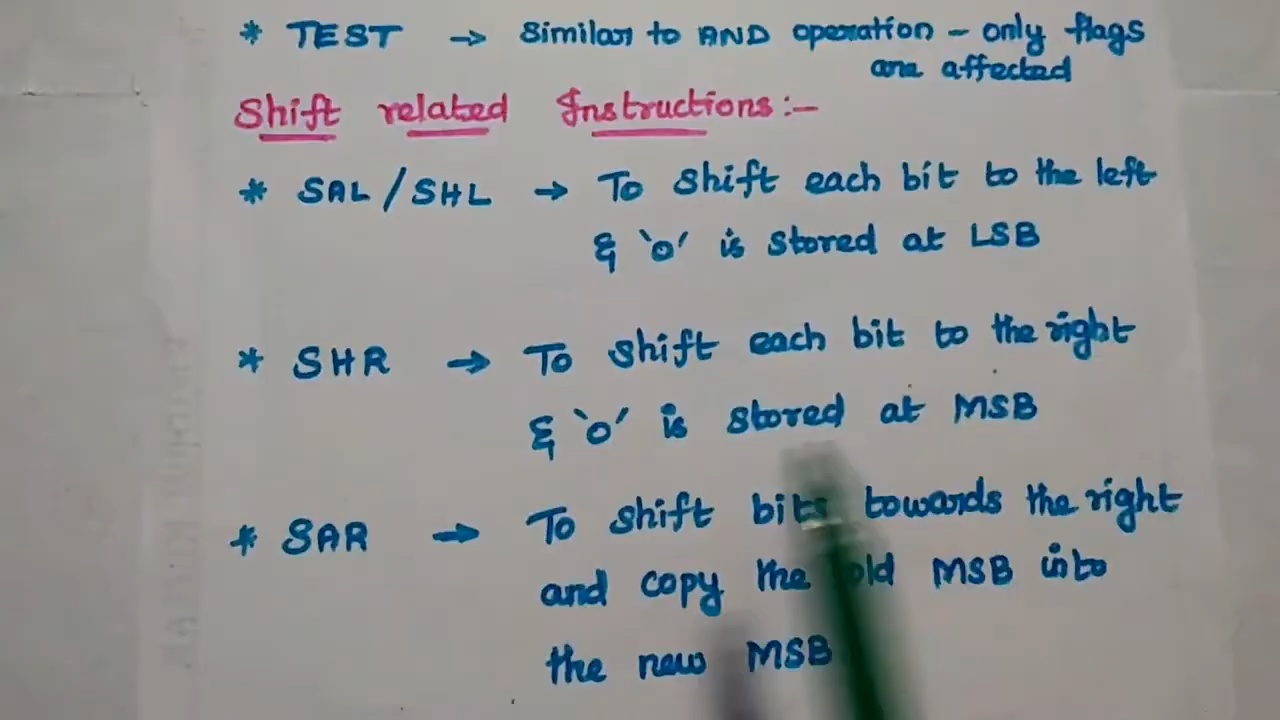 * TEST → Similar to AND operation - only flags
are affected
Shift related Instructions:-
* SAL/SHL → To shift each bit to the left
& 'o' is stored at LSB
* SHR → To shift each bit to the right
& 'o' is stored at MSB
* SAR → To shift bits towards the right
and copy the old MSB into
the new MSB